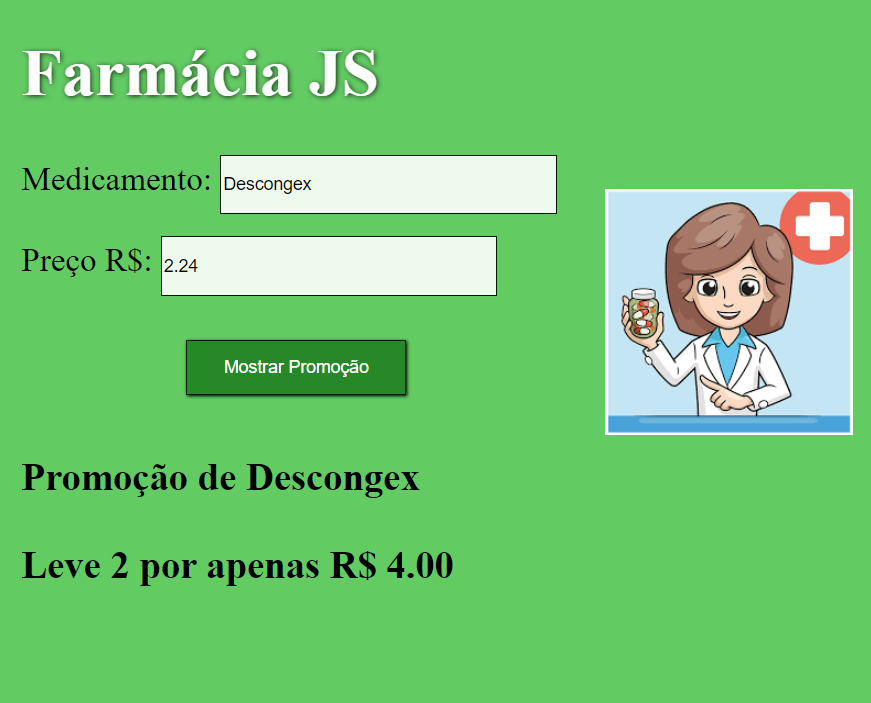 Farmácia JS
Medicamento: Descongex
Preço R$: 2.24
Mostrar Promoção
Promoção de Descongex
Leve 2 por apenas R$ 4.00